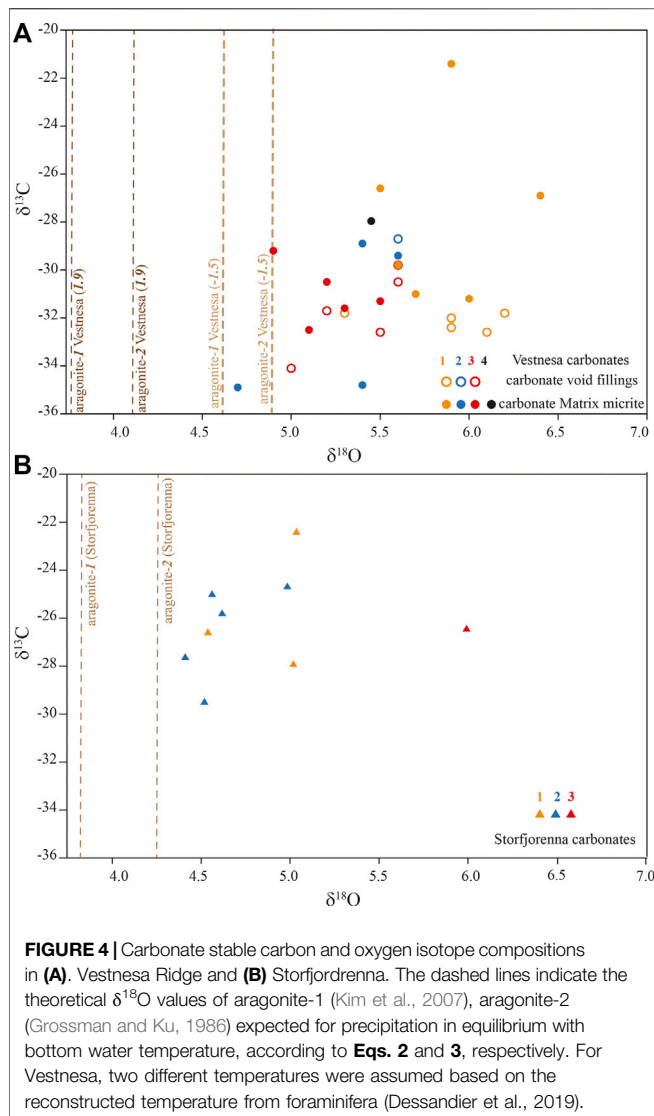 A
-20
-22
-24
-26
-28
-30
-32
-34
-36
δ13C
aragonite-1 Vestnesa (1.9)
aragonite-2 Vestnesa (1.9)
aragonite-1 Vestnesa (-1.5)
aragonite-2 Vestnesa (-1.5)
1 2 3 4 Vestnesa carbonates
carbonate void fillings
carbonate Matrix micrite
4.0 5.0 5.5 6.0 6.5 7.0
δ18O
B
-20
-22
-24
-26
-28
-30
-32
-34
-36
δ13C
aragonite-1 (Storfjorenna)
aragonite-2 (Storfjorenna)
1 2 3
Storfjorenna carbonates
4.0 4.5 5.0 5.5 6.0 6.5 7.0
δ18O
FIGURE 4 | Carbonate stable carbon and oxygen isotope compositions
in (A). Vestnesa Ridge and (B) Storfjordrenna. The dashed lines indicate the
theoretical δ18O values of aragonite-1 (Kim et al., 2007), aragonite-2
(Grossman and Ku, 1986) expected for precipitation in equilibrium with
bottom water temperature, according to Eqs. 2 and 3, respectively. For
Vestnesa, two different temperatures were assumed based on the
reconstructed temperature from foraminifera (Dessandier et al., 2019).